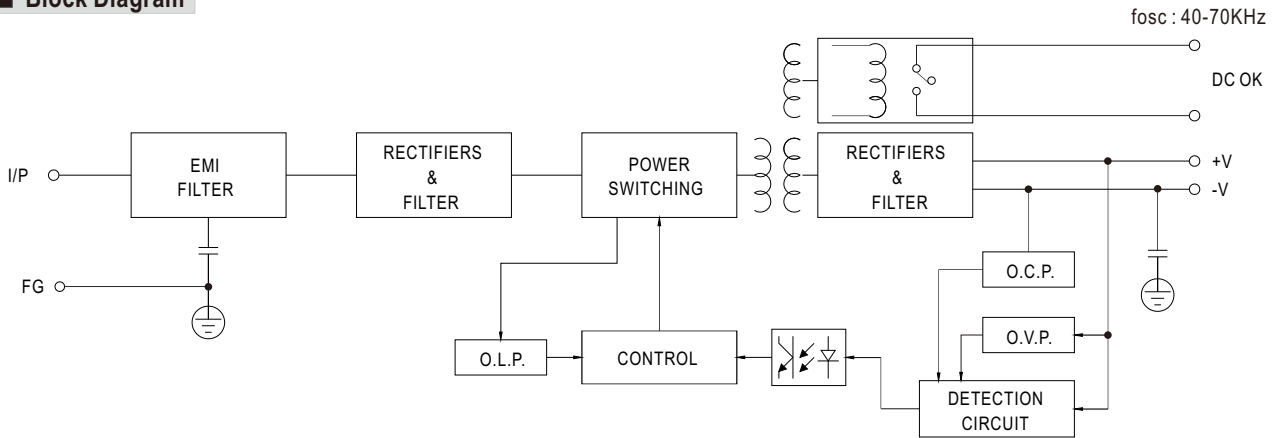 ■ Block Diagram
fosc : 40-70KHz
DC OK
I/P
EMI
FILTER
RECTIFIERS
&
FILTER
POWER
SWITCHING
RECTIFIERS
&
FILTER
+V
-V
FG
O.C.P.
O.V.P.
O.L.P.
CONTROL
DETECTION
CIRCUIT